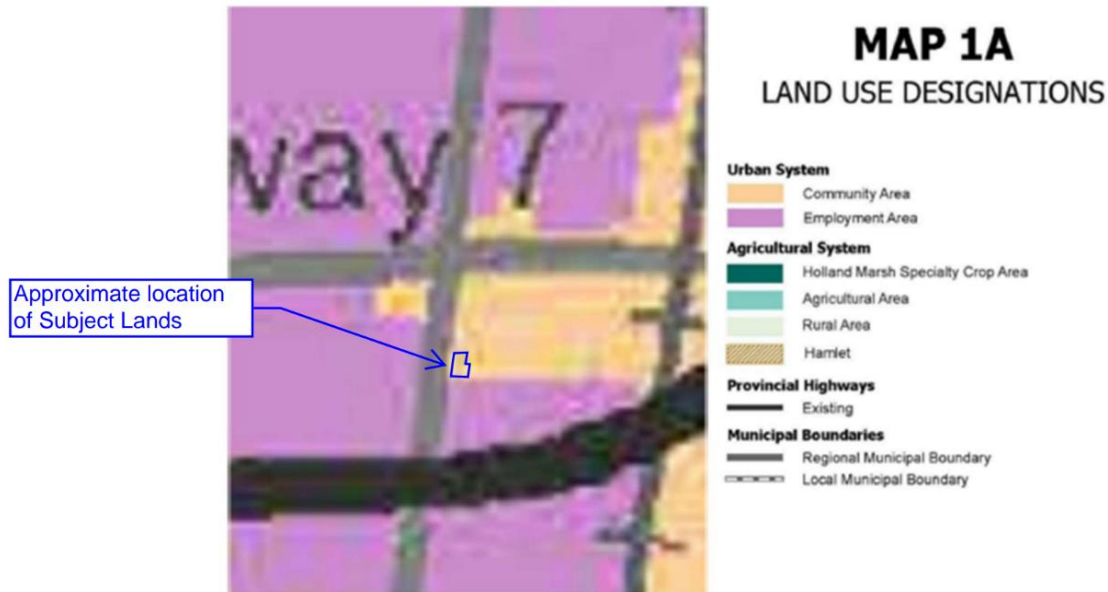 MAP 1A
LAND USE DESIGNATIONS
way 7
Approximate location
of Subject Lands
Urban System
Community Area
Employment Area
Agricultural System
Holland Marsh Specialty Crop Area
Agricultural Area
Rural Area
Hamlet
Provincial Highways
Existing
Municipal Boundaries
Regional Municipal Boundary
Local Municipal Boundary